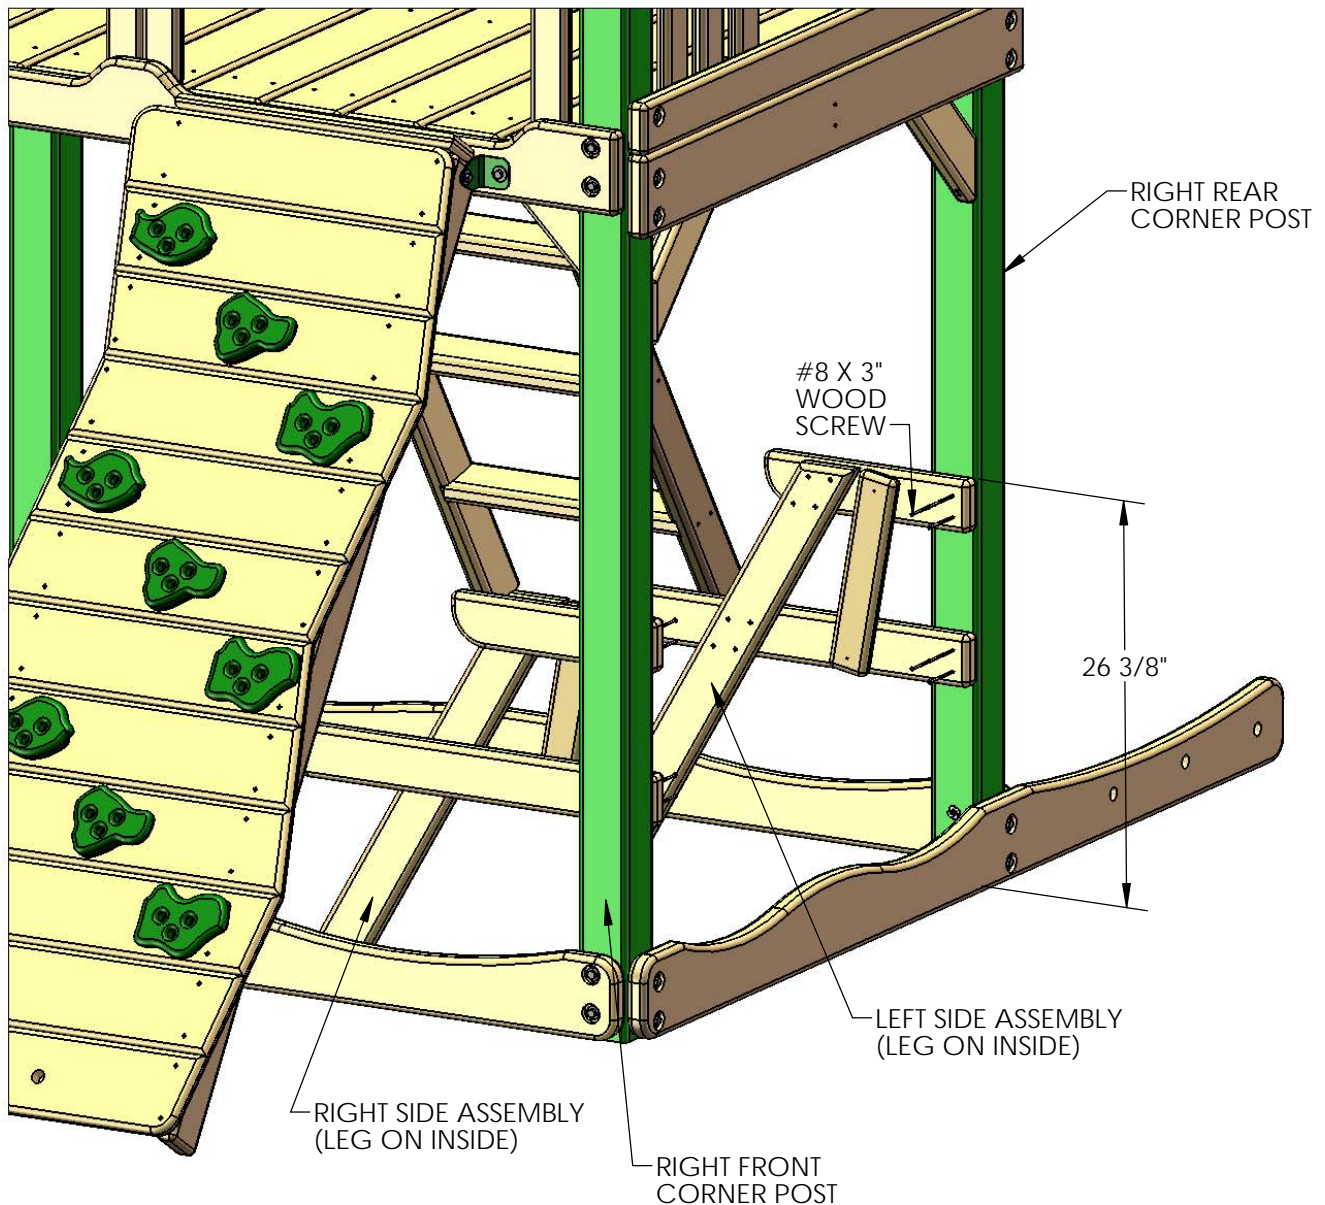 RIGHT REAR
CORNER POST
#8 X 3"
WOOD
SCREW
26 3/8"
LEFT SIDE ASSEMBLY
(LEG ON INSIDE)
RIGHT SIDE ASSEMBLY
(LEG ON INSIDE)
RIGHT FRONT
CORNER POST